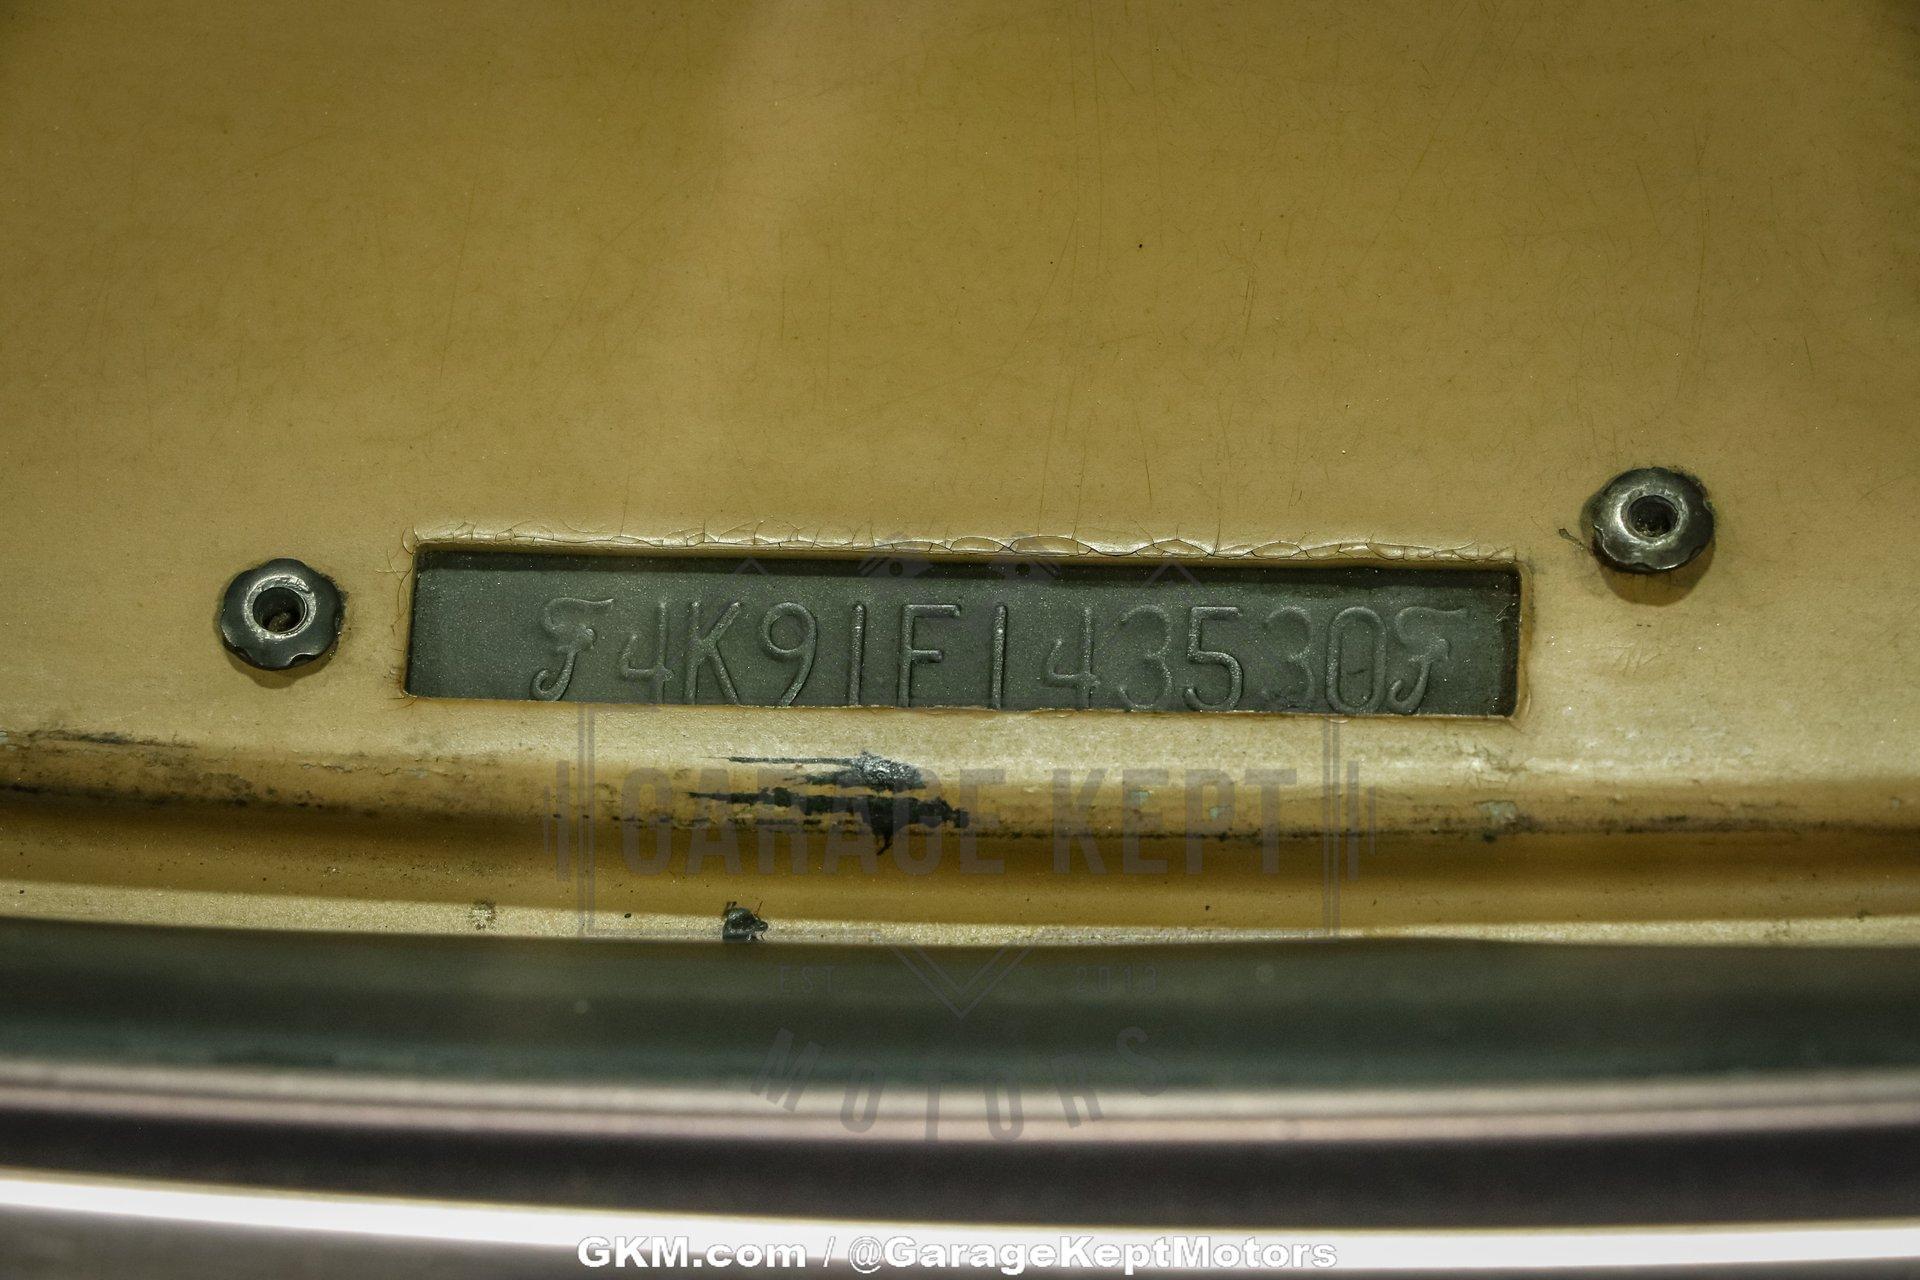 F4K91F143530F
GARAGE KEPT
EST 2013
MOTORS
GKM.com / @GarageKeptMotors